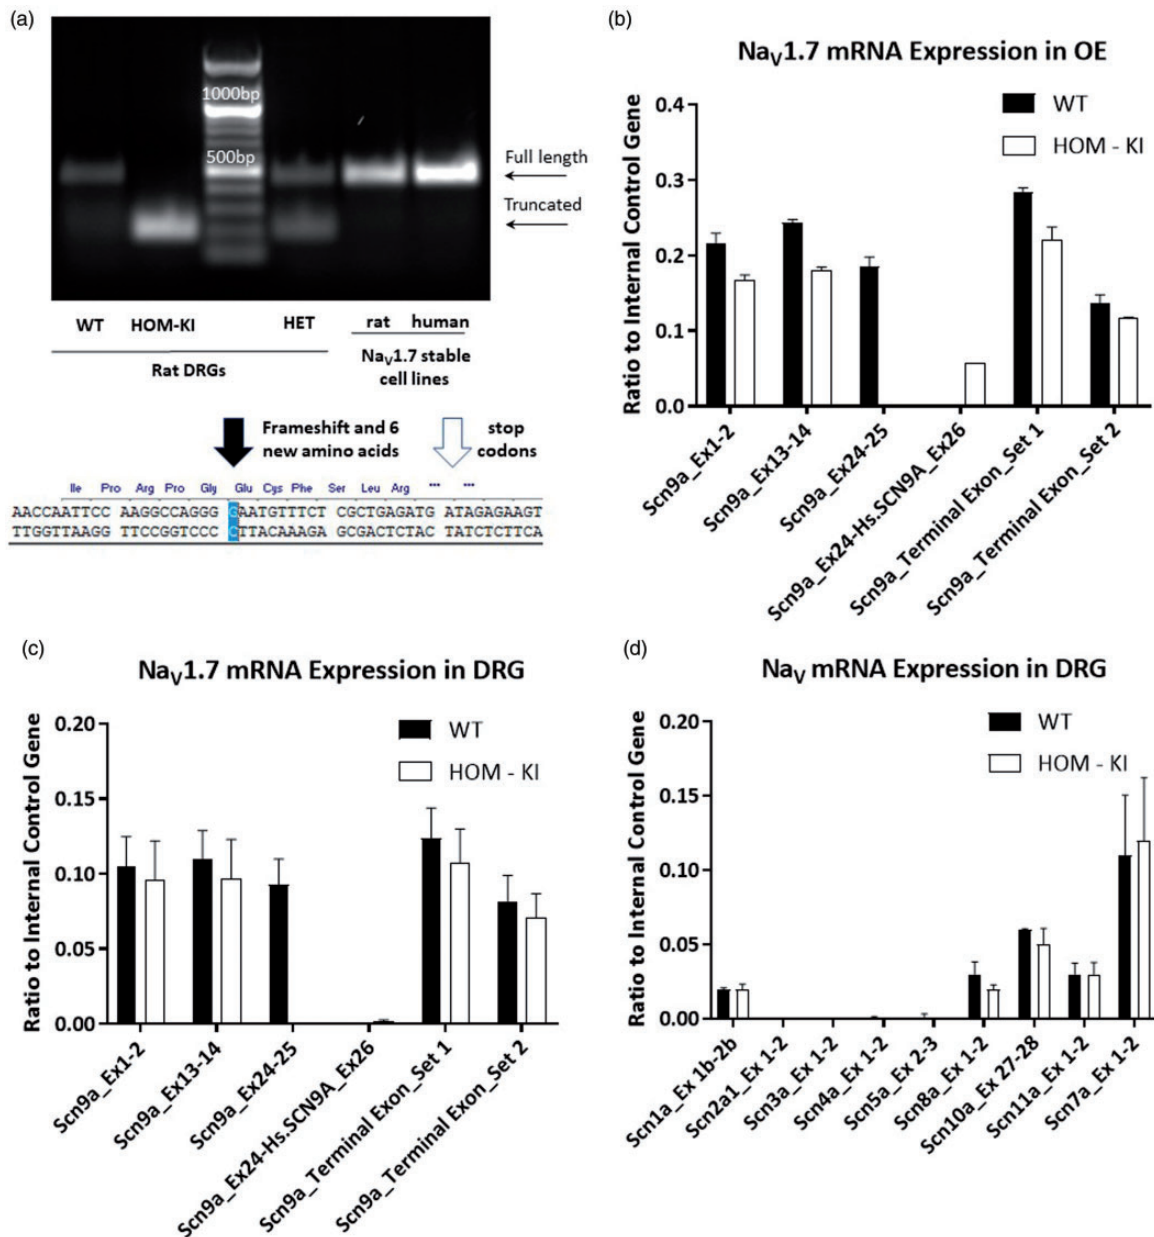 (a)
1000bp
500bp
Full length
Truncated
WT HOM-KI HET rat human
Rat DRGs
NaV1.7 stable
cell lines
Frameshift and 6
new amino acids
stop
codons
Ile Pro Arg Pro Gly Glu Cys Phe Ser Leu Arg ... ...
AACCAATTCC AAGGCCAGGG GAATGTTTCT CGCTGAGATG ATAGAGAAGT
TTGGTTAAGG TTCCGGTCCC CTTACAAAGA GCGACTCTAC TATCTCTTCA
(b)
NaV1.7 mRNA Expression in OE
WT
HOM - KI
Ratio to Internal Control Gene
0.4
0.3
0.2
0.1
0.0
Scn9a_Ex1-2
Scn9a_Ex13-14
Scn9a_Ex24-25
Scn9a_Ex24-Hs.SCN9A_Ex26
Scn9a_Terminal Exon_Set 1
Scn9a_Terminal Exon_Set 2
(c)
NaV1.7 mRNA Expression in DRG
WT
HOM - KI
Ratio to Internal Control Gene
0.20
0.15
0.10
0.05
0.00
Scn9a_Ex1-2
Scn9a_Ex13-14
Scn9a_Ex24-25
Scn9a_Ex24-Hs.SCN9A_Ex26
Scn9a_Terminal Exon_Set 1
Scn9a_Terminal Exon_Set 2
(d)
NaV mRNA Expression in DRG
WT
HOM - KI
Ratio to Internal Control Gene
0.20
0.15
0.10
0.05
0.00
Scn1a_Ex 1b-2b
Scn2a1_Ex 1-2
Scn3a_Ex 1-2
Scn4a_Ex 1-2
Scn5a_Ex 2-3
Scn8a_Ex 1-2
Scn10a_Ex 27-28
Scn11a_Ex 1-2
Scn7a_Ex 1-2